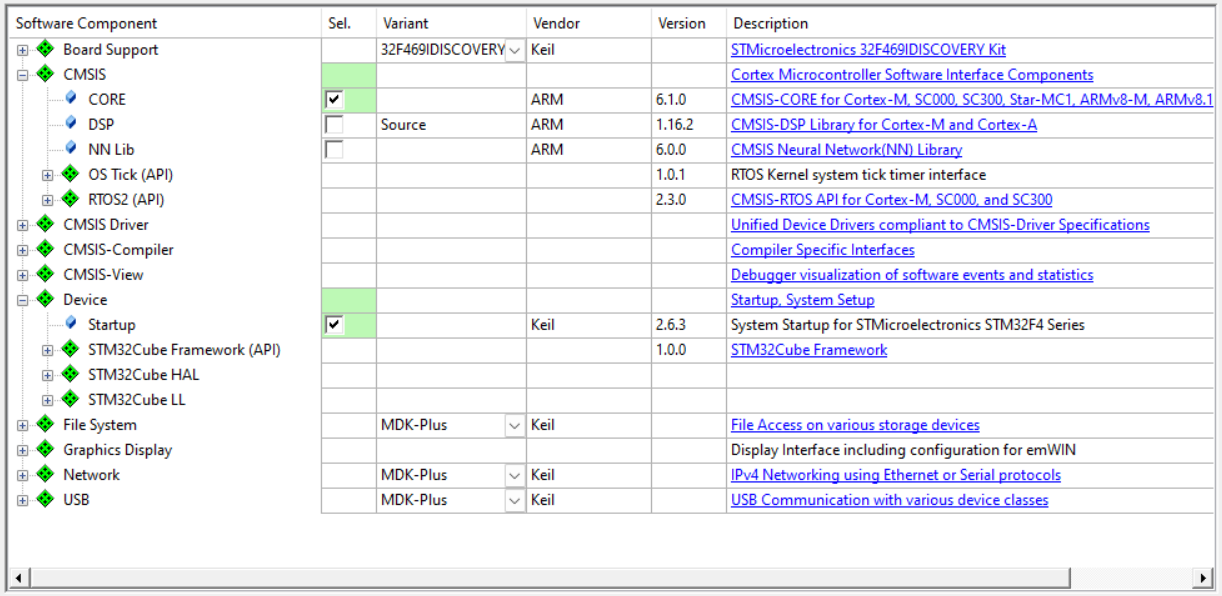 Software Component Sel. Variant Vendor Version Description
Board Support 32F469IDISCOVERY Keil STMicroelectronics 32F469IDISCOVERY Kit
CMSIS Cortex Microcontroller Software Interface Components
CORE ARM 6.1.0 CMSIS-CORE for Cortex-M, SC000, SC300, Star-MC1, ARMv8-M, ARMv8.1
DSP Source ARM 1.16.2 CMSIS-DSP Library for Cortex-M and Cortex-A
NN Lib ARM 6.0.0 CMSIS Neural Network(NN) Library
OS Tick (API) 1.0.1 RTOS Kernel system tick timer interface
RTOS2 (API) 2.3.0 CMSIS-RTOS API for Cortex-M, SC000, and SC300
CMSIS Driver Unified Device Drivers compliant to CMSIS-Driver Specifications
CMSIS-Compiler Compiler Specific Interfaces
CMSIS-View Debugger visualization of software events and statistics
Device Startup, System Setup
Startup Keil 2.6.3 System Startup for STMicroelectronics STM32F4 Series
STM32Cube Framework (API) 1.0.0 STM32Cube Framework
STM32Cube HAL
STM32Cube LL
File System MDK-Plus Keil File Access on various storage devices
Graphics Display Display Interface including configuration for emWIN
Network MDK-Plus Keil IPv4 Networking using Ethernet or Serial protocols
USB MDK-Plus Keil USB Communication with various device classes